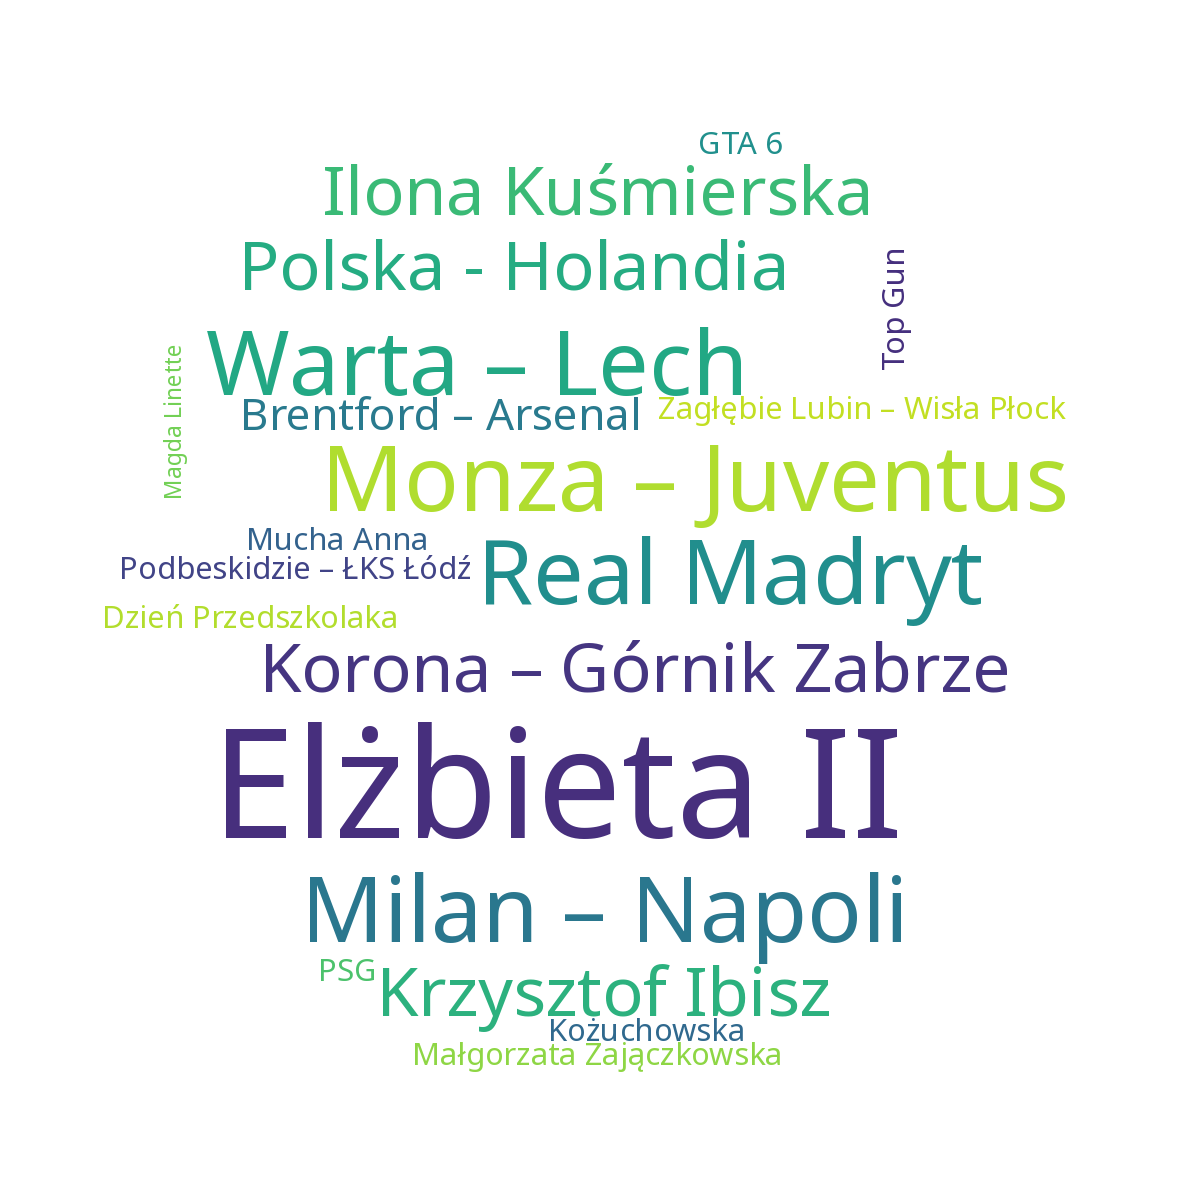 GTA 6
Ilona Kuśmierska
Polska - Holandia
Top Gun
Warta – Lech
Magda Linette
Brentford – Arsenal
Zagłębie Lubin – Wisła Płock
Monza – Juventus
Mucha Anna
Real Madryt
Podbeskidzie – ŁKS Łódź
Dzień Przedszkolaka
Korona – Górnik Zabrze
Elżbieta II
Milan – Napoli
PSG
Krzysztof Ibisz
Kożuchowska
Małgorzata Zajączkowska